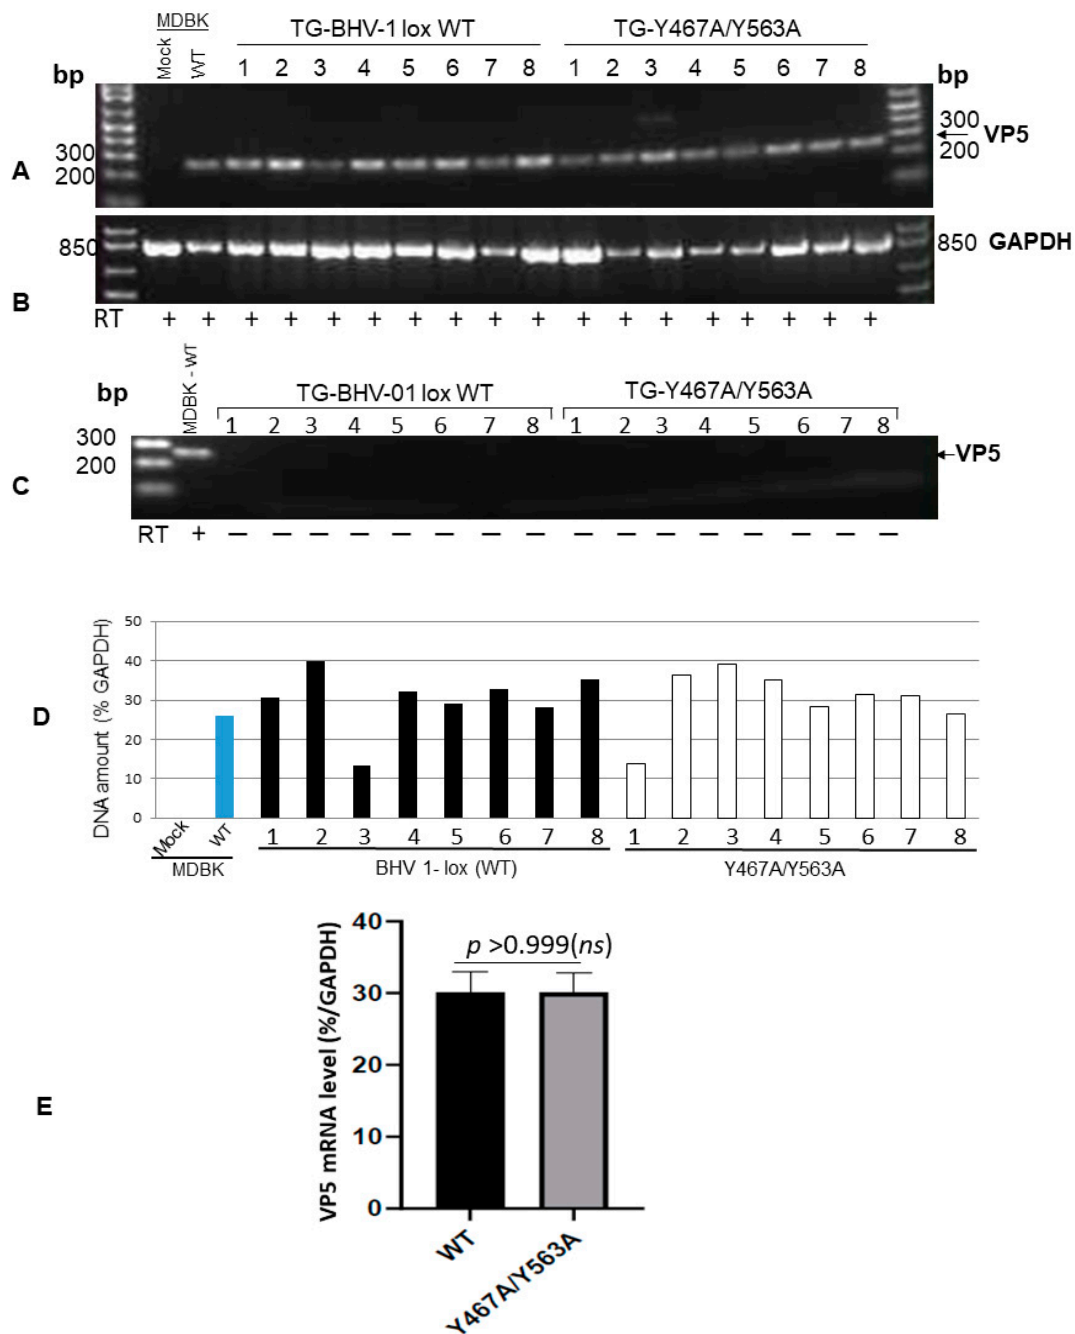 MDBK
TG-BHV-1 lox WT
TG-Y467A/Y563A
Mock
WT
bp
1 2 3 4 5 6 7 8
1 2 3 4 5 6 7 8
bp
300
200
300
200
VP5
A
850
850
GAPDH
B
RT + + + + + + + + + + + + + + + + + +
MDBK - WT
bp
TG-BHV-01 lox WT
TG-Y467A/Y563A
1 2 3 4 5 6 7 8
1 2 3 4 5 6 7 8
300
200
VP5
C
RT + − − − − − − − − − − − − − − − −
D
DNA amount (% GAPDH)
50
40
30
20
10
0
Mock
WT
1 2 3 4 5 6 7 8
1 2 3 4 5 6 7 8
MDBK
BHV 1- lox (WT)
Y467A/Y563A
E
VP5 mRNA level (%/GAPDH)
40
30
20
10
0
p >0.999(ns)
WT
Y467A/Y563A